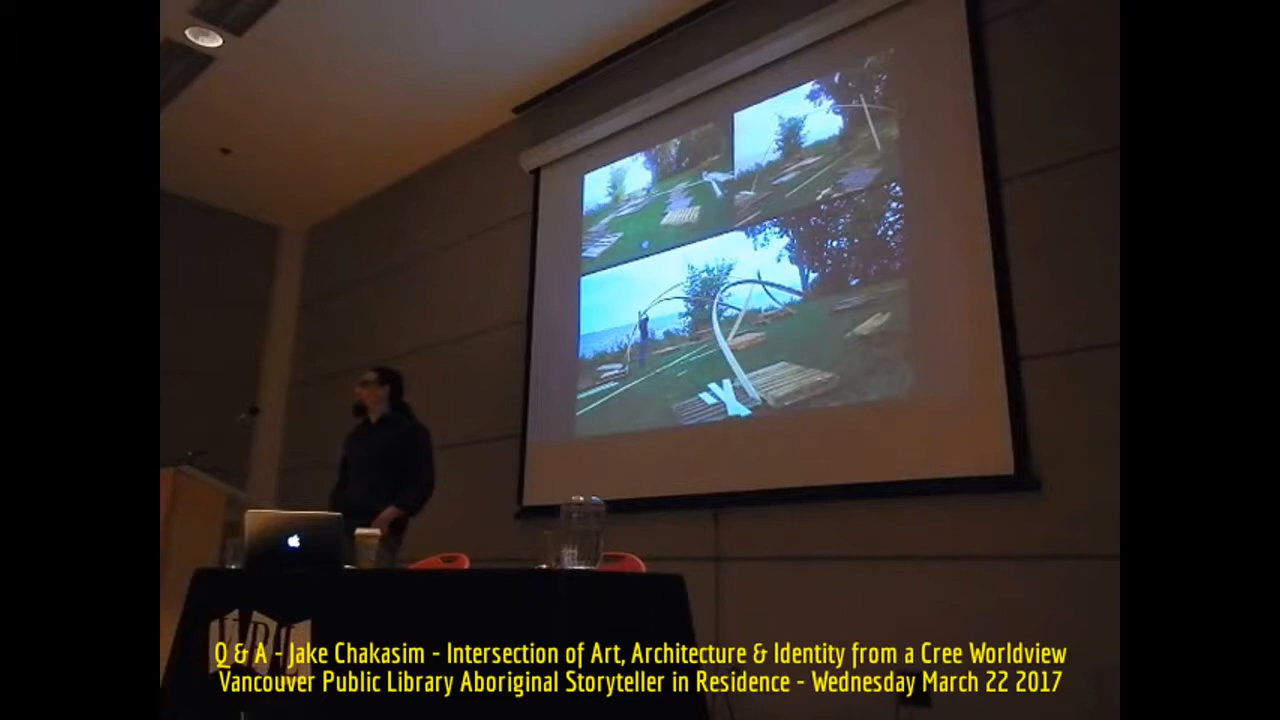 Q & A - Jake Chakasim - Intersection of Art, Architecture & Identity from a Cree Worldview
Vancouver Public Library Aboriginal Storyteller in Residence - Wednesday March 22 2017